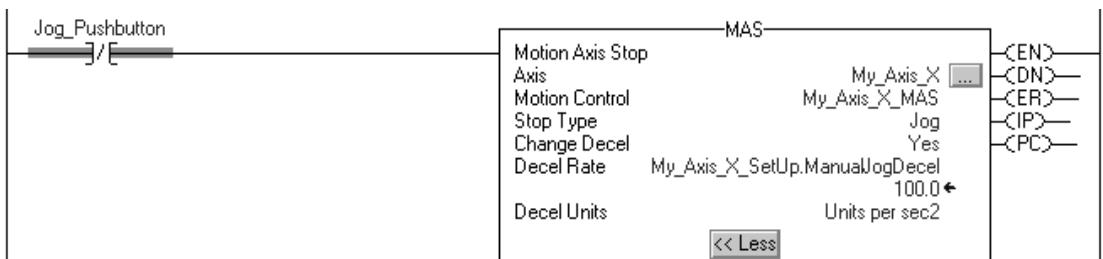 Jog_Pushbutton
MAS
Motion Axis Stop
Axis My_Axis_X ...
Motion Control My_Axis_X_MAS
Stop Type Jog
Change Decel Yes
Decel Rate My_Axis_X_SetUp.ManualJogDecel
100.0
Decel Units Units per sec2
<< Less
EN
DN
ER
IP
PC